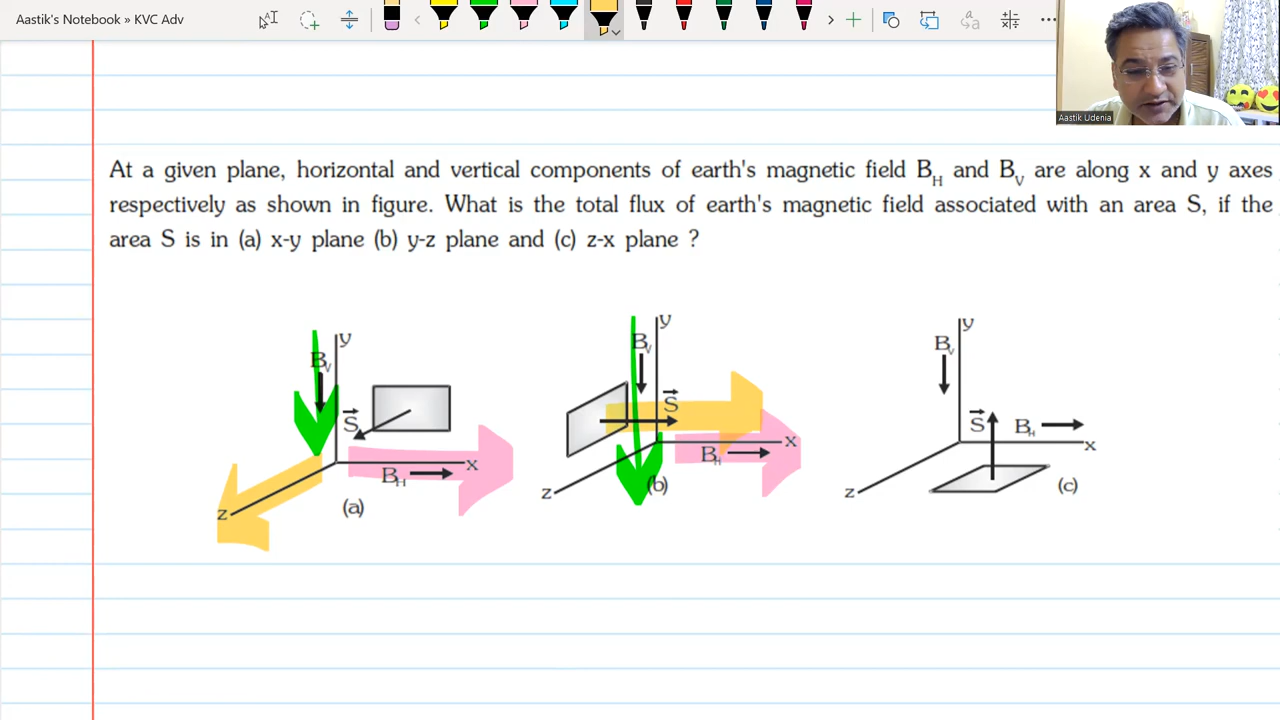 Aastik's Notebook » KVC Adv
Aastik Udenia
At a given plane, horizontal and vertical components of earth's magnetic field B_H and B_V are along x and y axes
respectively as shown in figure. What is the total flux of earth's magnetic field associated with an area S, if the
area S is in (a) x-y plane (b) y-z plane and (c) z-x plane ?
y
B_V
S⃗
x
B_H
z
(a)
y
B_V
S⃗
x
B_H
z
(b)
y
B_V
S⃗
B_H
x
z
(c)